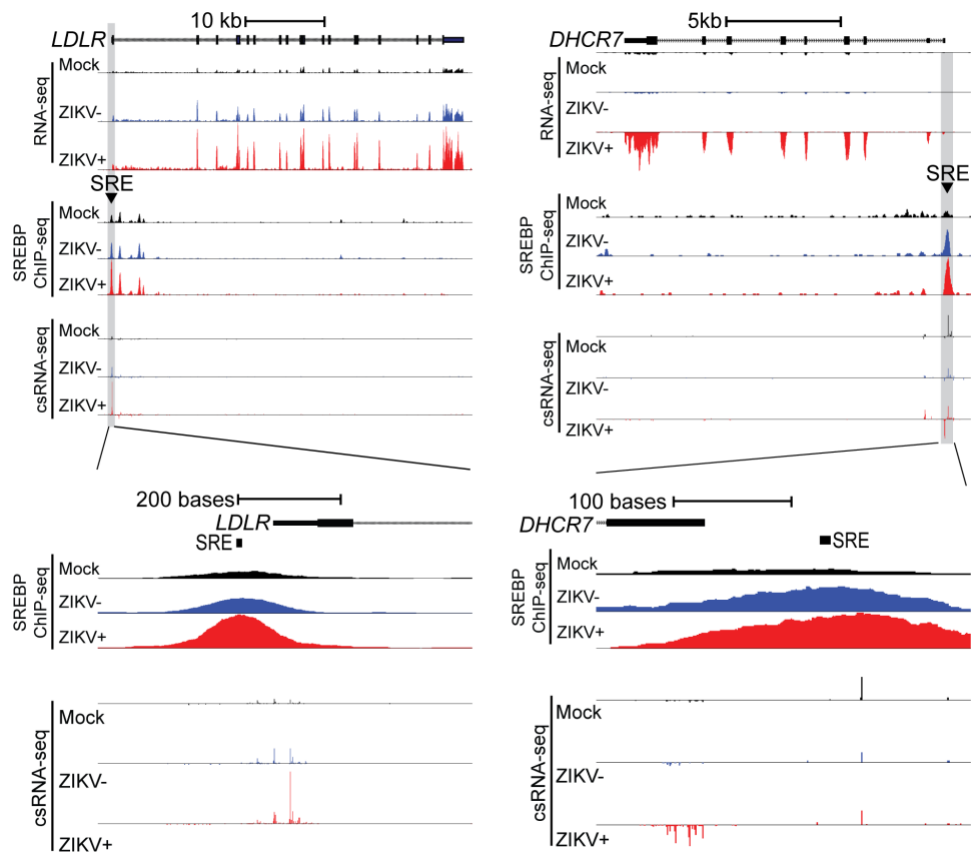 10 kb
LDLR
RNA-seq
Mock
ZIKV-
ZIKV+
SRE
SREBP
ChIP-seq
Mock
ZIKV-
ZIKV+
csRNA-seq
Mock
ZIKV-
ZIKV+
200 bases
LDLR
SRE
SREBP
ChIP-seq
Mock
ZIKV-
ZIKV+
csRNA-seq
Mock
ZIKV-
ZIKV+
5kb
DHCR7
RNA-seq
Mock
ZIKV-
ZIKV+
SRE
SREBP
ChIP-seq
Mock
ZIKV-
ZIKV+
csRNA-seq
Mock
ZIKV-
ZIKV+
100 bases
DHCR7
SRE
SREBP
ChIP-seq
Mock
ZIKV-
ZIKV+
csRNA-seq
Mock
ZIKV-
ZIKV+